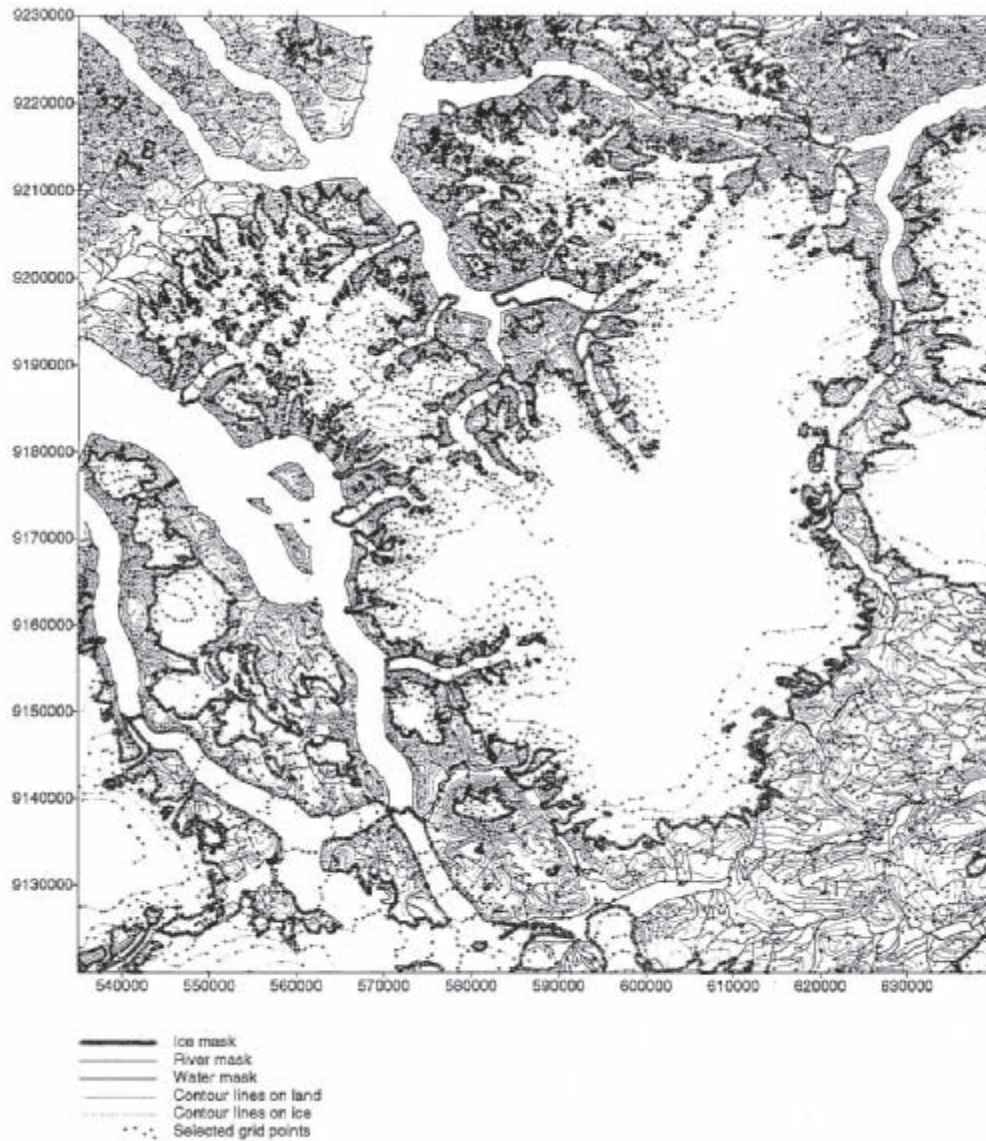 9230000
9220000
9210000
9200000
9190000
9180000
9170000
9160000
9150000
9140000
9130000
540000 550000 560000 570000 580000 590000 600000 610000 620000 630000
Ice mask
River mask
Water mask
Contour lines on land
Contour lines on ice
Selected grid points